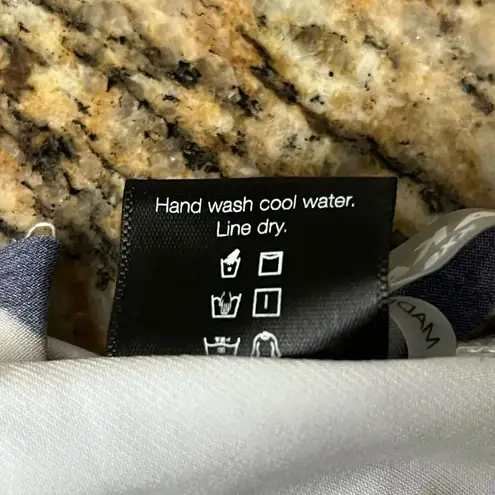 Hand wash cool water.
Line dry.